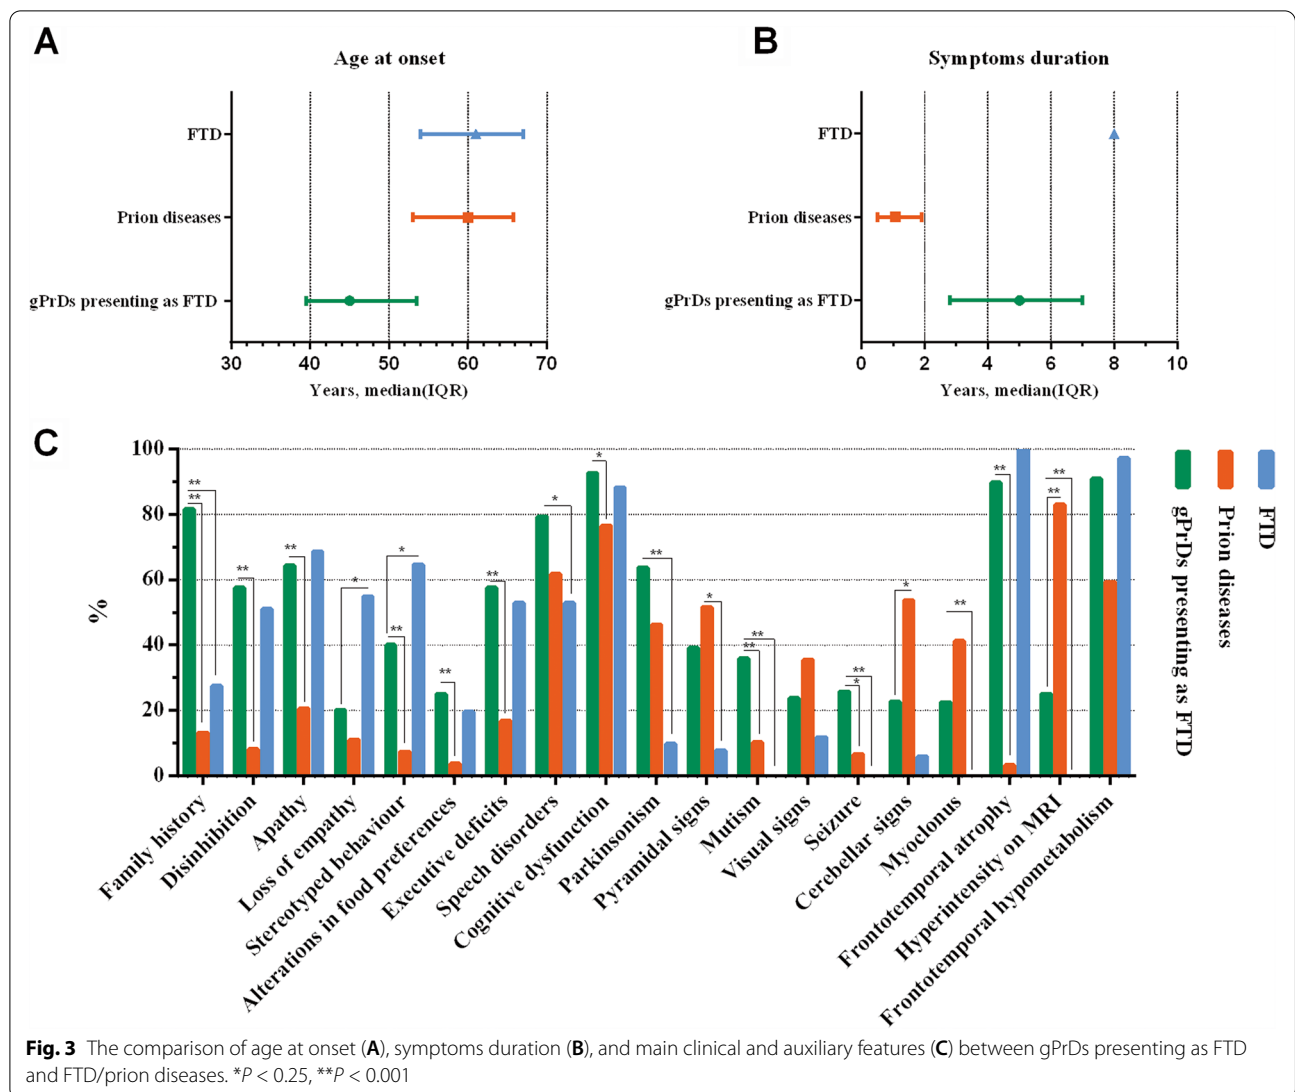 A
Age at onset
FTD
Prion diseases
gPrDs presenting as FTD
30 40 50 60 70
Years, median(IQR)
B
Symptoms duration
FTD
Prion diseases
gPrDs presenting as FTD
0 2 4 6 8 10
Years, median(IQR)
C
%
100
80
60
40
20
0
** ** ** ** * ** * ** ** * * ** * ** ** ** * * ** ** ** **
Family history
Disinhibition
Apathy
Loss of empathy
Stereotyped behaviour
Alterations in food preferences
Executive deficits
Speech disorders
Cognitive dysfunction
Parkinsonism
Pyramidal signs
Mutism
Visual signs
Seizure
Cerebellar signs
Myoclonus
Frontotemporal atrophy
Hyperintensity on MRI
Frontotemporal hypometabolism
FTD
Prion diseases
gPrDs presenting as FTD
Fig. 3 The comparison of age at onset (A), symptoms duration (B), and main clinical and auxiliary features (C) between gPrDs presenting as FTD
and FTD/prion diseases. *P < 0.25, **P < 0.001